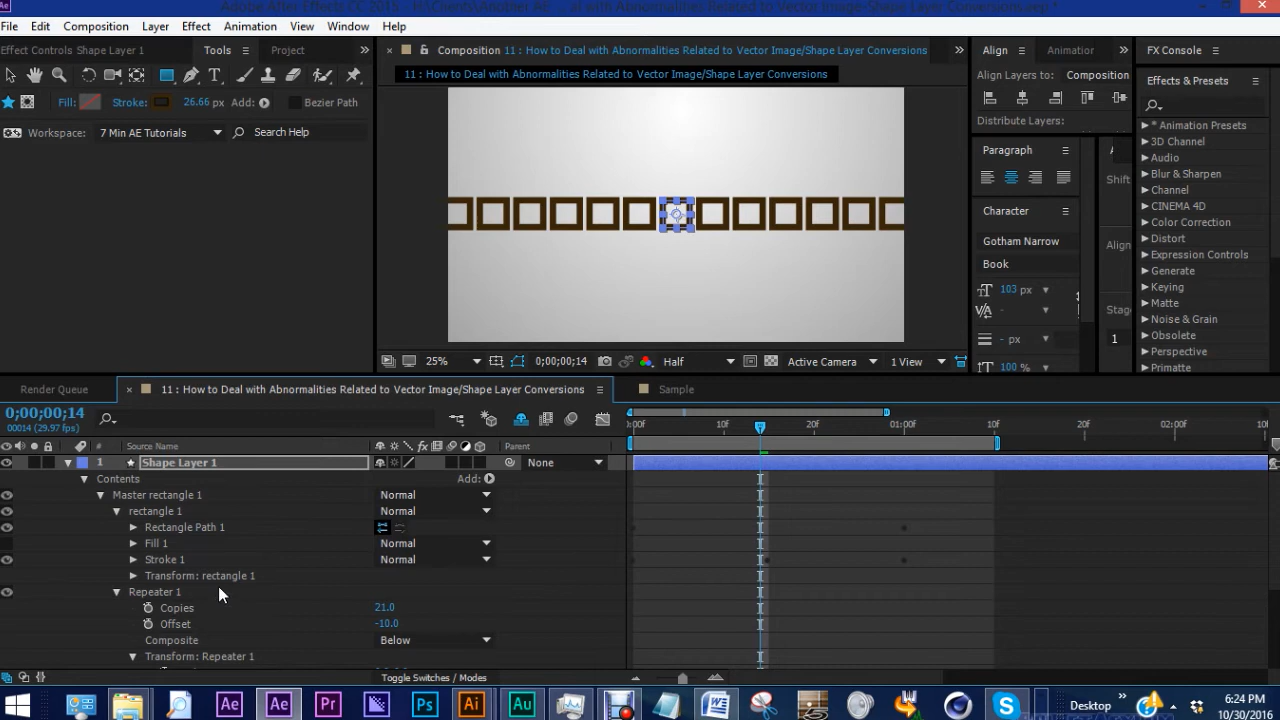 Adobe After Effects CC 2015 - H:\Clients\Another AE ... al with Abnormalities Related to Vector Image-Shape Layer Conversions.aep *
File Edit Composition Layer Effect Animation View Window Help
Effect Controls Shape Layer 1 Tools Project
Composition 11 : How to Deal with Abnormalities Related to Vector Image/Shape Layer Conversions
Align Animatior FX Console
11 : How to Deal with Abnormalities Related to Vector Image/Shape Layer Conversions
Align Layers to: Composition
Effects & Presets
Fill: Stroke: 26.66 px Add: Bezier Path
Distribute Layers:
Workspace: 7 Min AE Tutorials Search Help
* Animation Presets
3D Channel
Audio
Blur & Sharpen
Channel
CINEMA 4D
Color Correction
Distort
Expression Controls
Generate
Keying
Matte
Noise & Grain
Obsolete
Perspective
Primatte
Paragraph
Shift
Character
Gotham Narrow
Align
Book
103 px
Stag
- px 1
100 %
25% 0;00;00;14 Half Active Camera 1 View
Render Queue 11 : How to Deal with Abnormalities Related to Vector Image/Shape Layer Conversions Sample
0;00;00;14
00014 (29.97 fps)
:00f 10f 20f 01:00f 10f 20f 02:00f 10f
# Source Name Parent
1 Shape Layer 1 None
Contents Add:
Master rectangle 1 Normal
rectangle 1 Normal
Rectangle Path 1
Fill 1 Normal
Stroke 1 Normal
Transform: rectangle 1
Repeater 1
Copies 21.0
Offset -10.0
Composite Below
Transform: Repeater 1
Toggle Switches / Modes
Ae Ae Pr Ps Ai Au Desktop 6:24 PM
10/30/2016